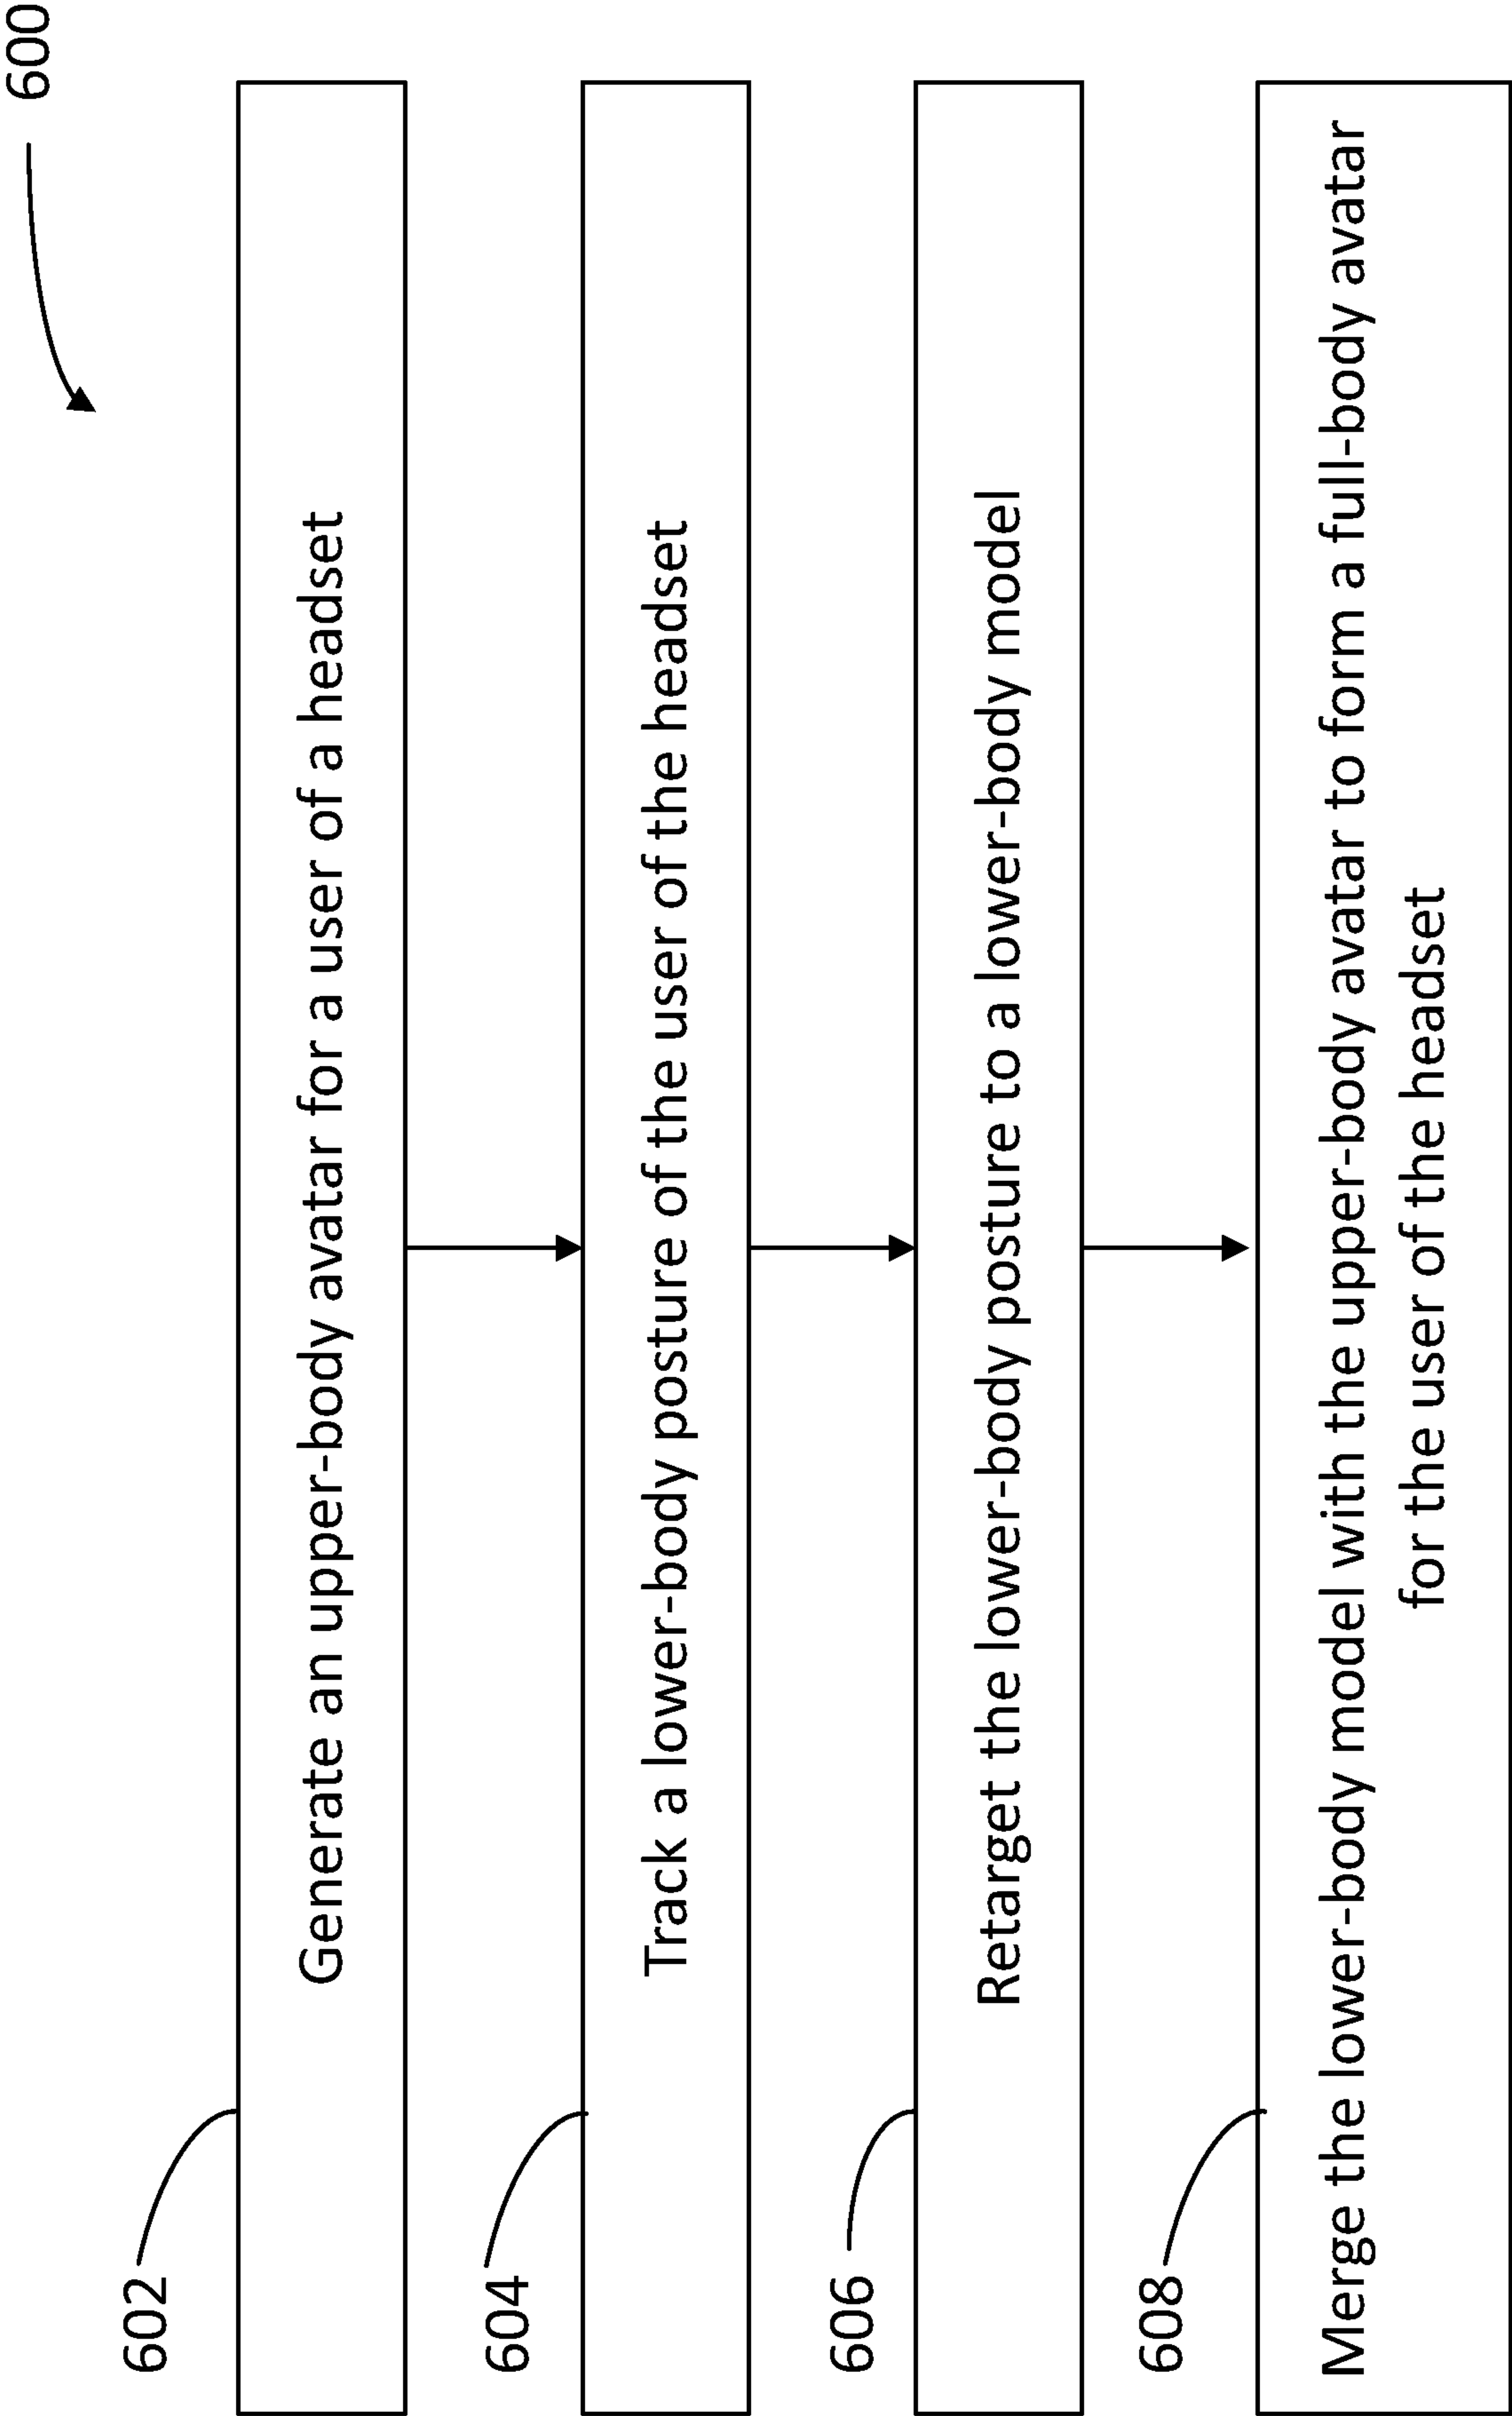 600
602
Generate an upper-body avatar for a user of a headset
604
Track a lower-body posture of the user of the headset
606
Retarget the lower-body posture to a lower-body model
608
Merge the lower-body model with the upper-body avatar to form a full-body avatar
for the user of the headset